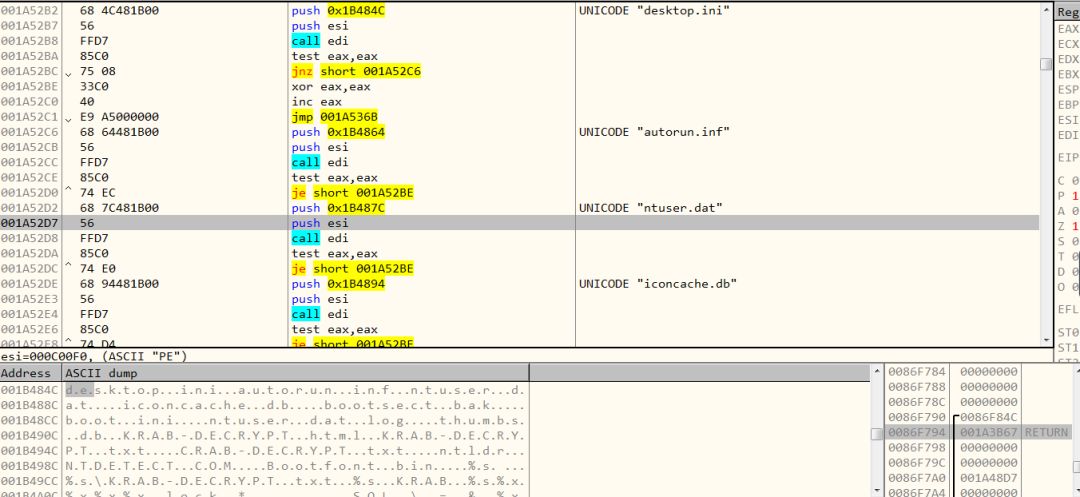 001A52B2 68 4C481B00 push 0x1B484C UNICODE "desktop.ini"
001A52B7 56 push esi
001A52B8 FFD7 call edi
001A52BA 85C0 test eax,eax
001A52BC 75 08 jnz short 001A52C6
001A52BE 33C0 xor eax,eax
001A52C0 40 inc eax
001A52C1 E9 A5000000 jmp 001A536B
001A52C6 68 64481B00 push 0x1B4864 UNICODE "autorun.inf"
001A52CB 56 push esi
001A52CC FFD7 call edi
001A52CE 85C0 test eax,eax
001A52D0 74 EC je short 001A52BE
001A52D2 68 7C481B00 push 0x1B487C UNICODE "ntuser.dat"
001A52D7 56 push esi
001A52D8 FFD7 call edi
001A52DA 85C0 test eax,eax
001A52DC 74 E0 je short 001A52BE
001A52DE 68 94481B00 push 0x1B4894 UNICODE "iconcache.db"
001A52E3 56 push esi
001A52E4 FFD7 call edi
001A52E6 85C0 test eax,eax
001A52E8 74 D4 je short 001A52BE
Reg
EAX
ECX
EDX
EBX
ESP
EBP
ESI
EDI
EIP
C 0
P 1
A 0
Z 1
S 0
T 0
D 0
O 0
EFL
ST0
ST1
esi=000C00F0, (ASCII "PE")
Address ASCII dump
001B484C d.e.s.k.t.o.p...i.n.i...a.u.t.o.r.u.n...i.n.f...n.t.u.s.e.r...d.
001B488C a.t.....i.c.o.n.c.a.c.h.e...d.b.....b.o.o.t.s.e.c.t...b.a.k.....
001B48CC b.o.o.t...i.n.i.....n.t.u.s.e.r...d.a.t...l.o.g.....t.h.u.m.b.s.
001B490C ..d.b...K.R.A.B.-.D.E.C.R.Y.P.T...h.t.m.l...K.R.A.B.-.D.E.C.R.Y.
001B494C P.T...t.x.t.....C.R.A.B.-.D.E.C.R.Y.P.T...t.x.t.....n.t.l.d.r...
001B498C N.T.D.E.T.E.C.T...C.O.M...B.o.o.t.f.o.n.t...b.i.n.....%.s. ...
001B49CC %.s.\.K.R.A.B.-.D.E.C.R.Y.P.T...t.x.t...%.s...K.R.A.B...%.s.%.x.
0086F784 00000000
0086F788 00000000
0086F78C 00000000
0086F790 0086F84C
0086F794 001A3B67 RETURN
0086F798 00000000
0086F79C 00000000
0086F7A0 001A48D7
0086F7A4 00000000